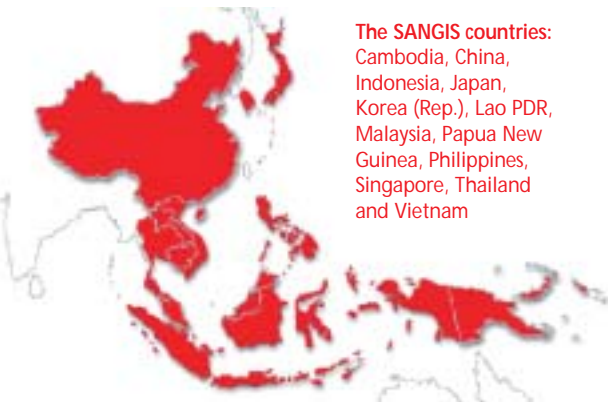 The SANGIS countries:
Cambodia, China,
Indonesia, Japan,
Korea (Rep.), Lao PDR,
Malaysia, Papua New
Guinea, Philippines,
Singapore, Thailand
and Vietnam